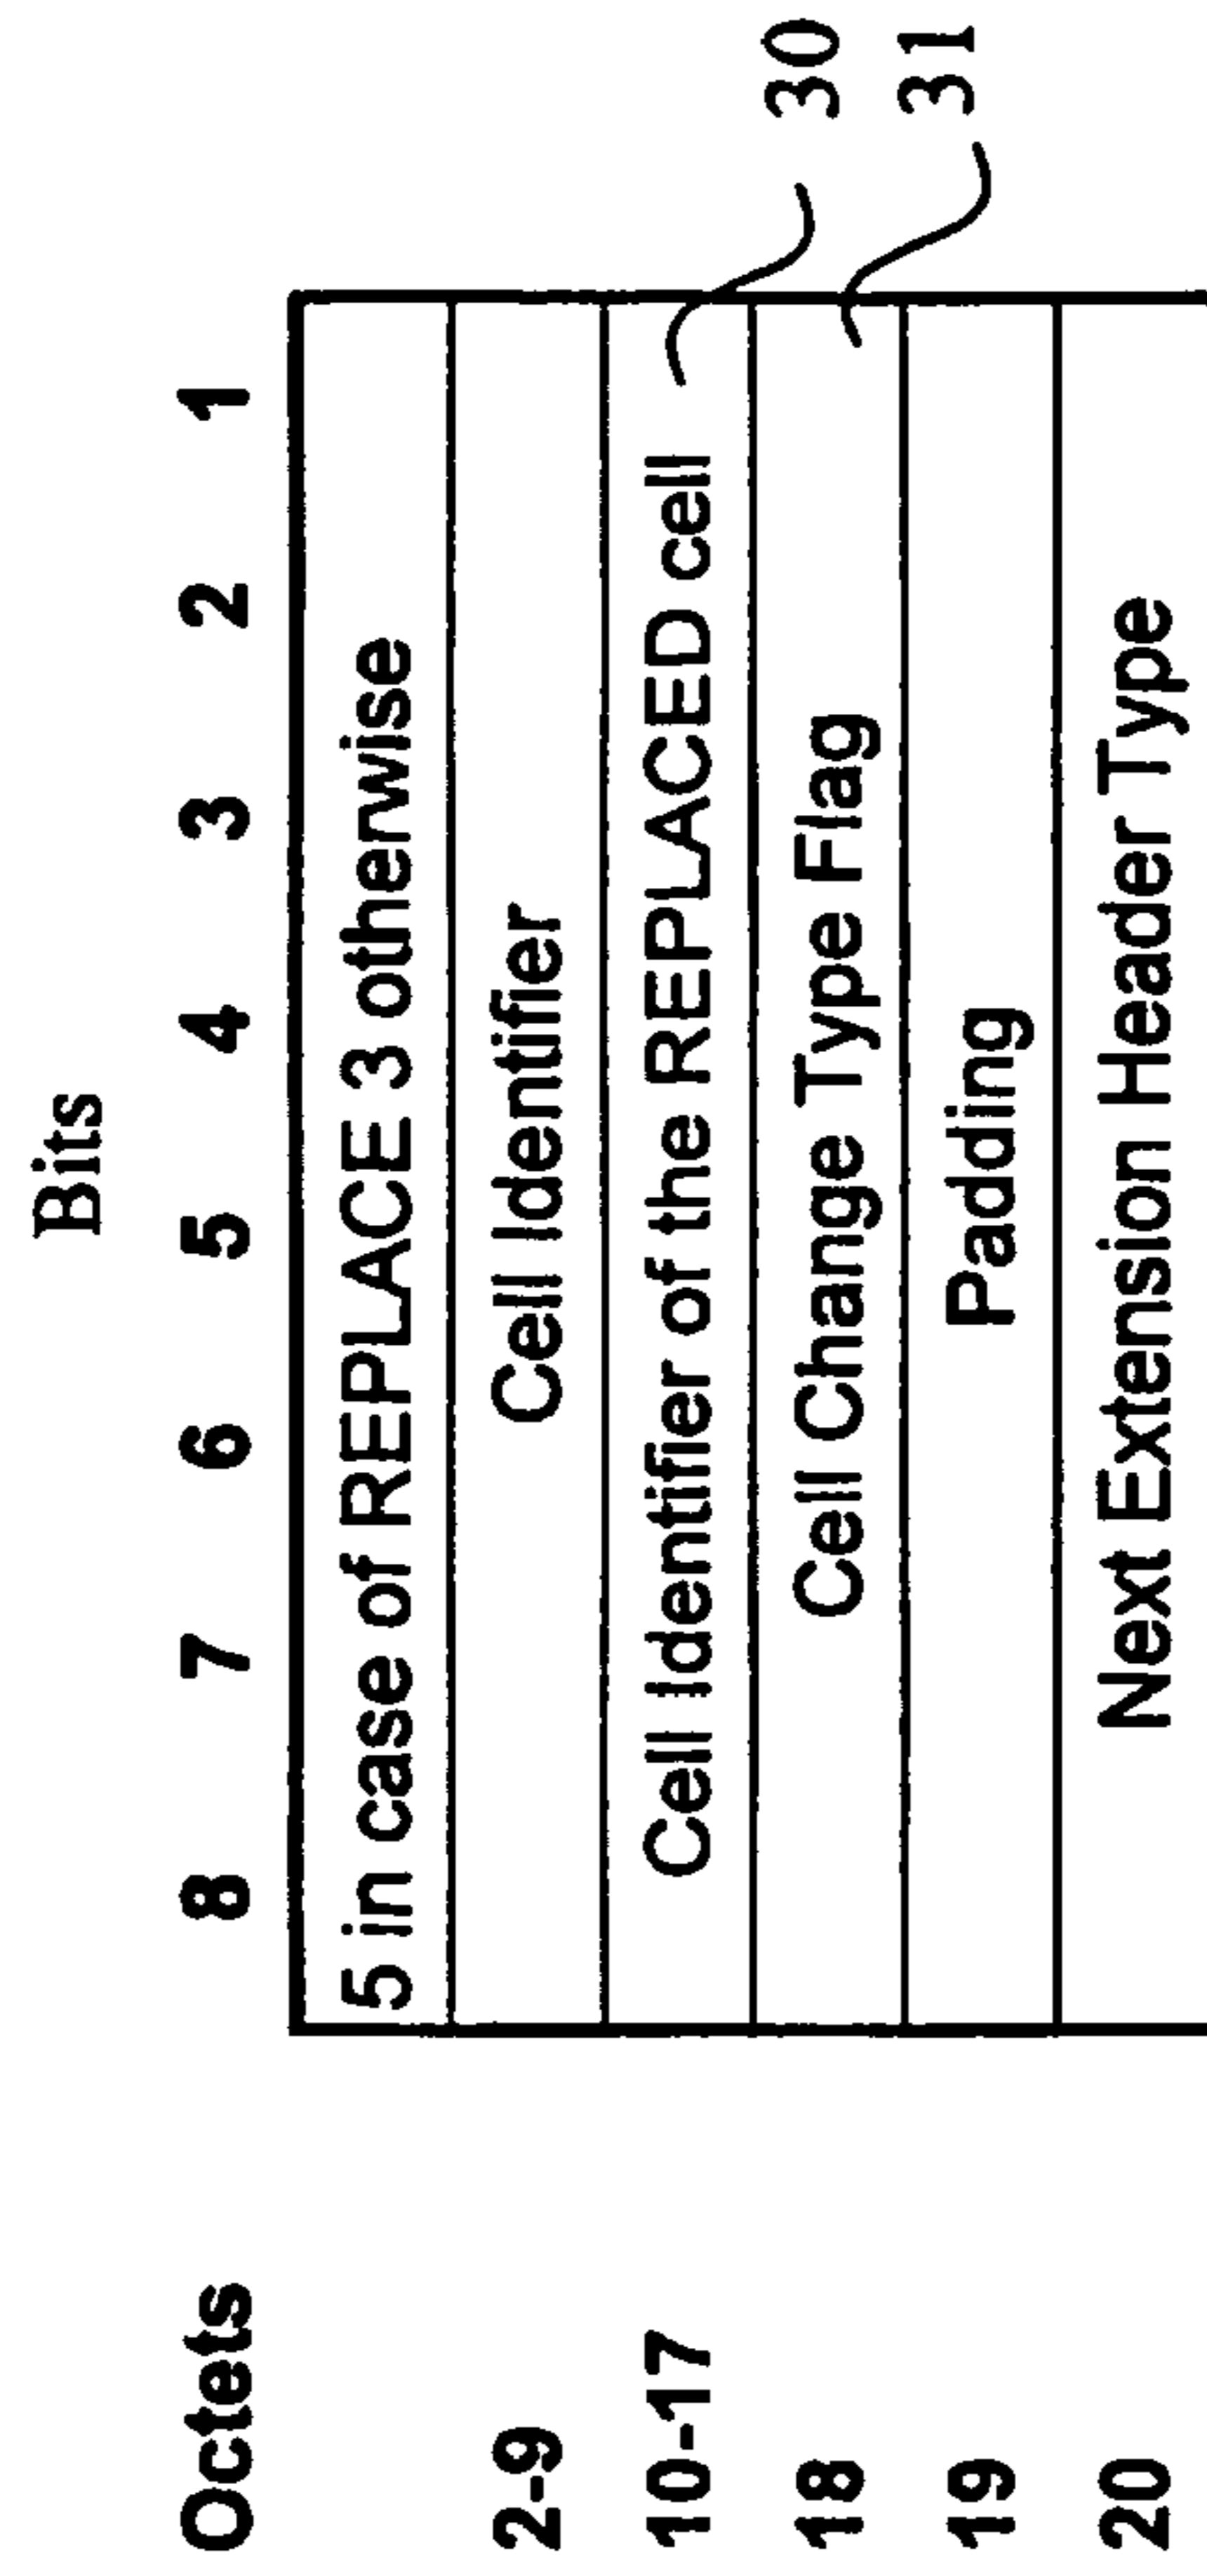 Bits
Octets 8 7 6 5 4 3 2 1
5 in case of REPLACE 3 otherwise
2-9 Cell Identifier
10-17 Cell Identifier of the REPLACED cell 30
18 Cell Change Type Flag 31
19 Padding
20 Next Extension Header Type